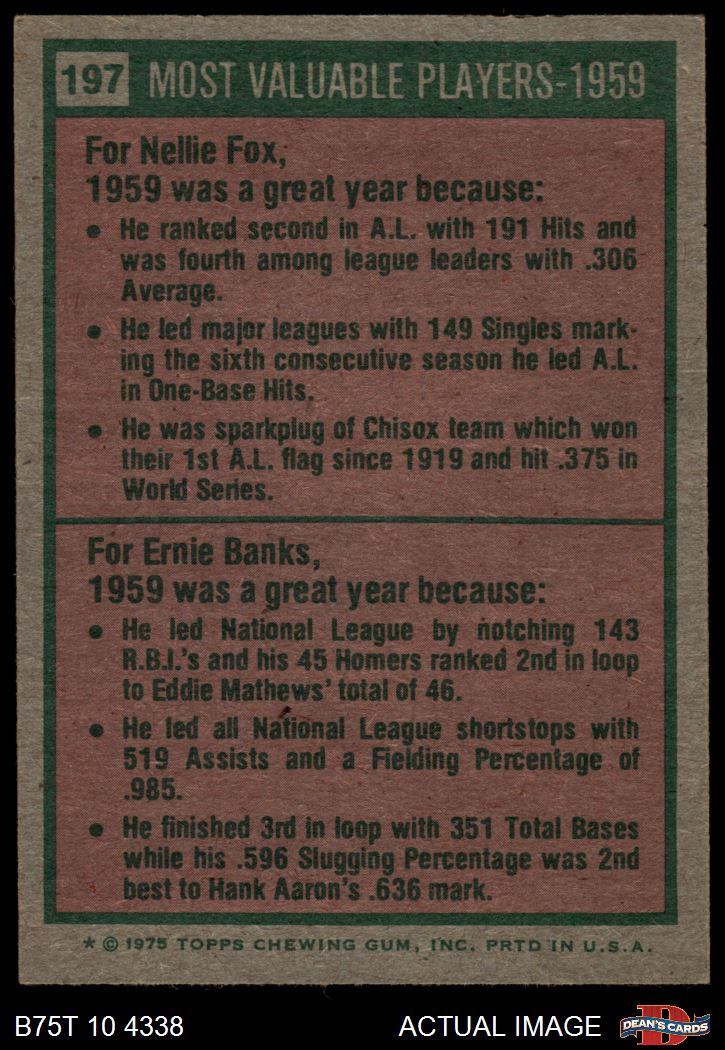 197 MOST VALUABLE PLAYERS-1959
For Nellie Fox,
1959 was a great year because:
• He ranked second in A.L. with 191 Hits and
was fourth among league leaders with .306
Average.
• He led major leagues with 149 Singles mark-
ing the sixth consecutive season he led A.L.
in One-Base Hits.
• He was sparkplug of Chisox team which won
their 1st A.L. flag since 1919 and hit .375 in
World Series.
For Ernie Banks,
1959 was a great year because:
• He led National League by notching 143
R.B.I.'s and his 45 Homers ranked 2nd in loop
to Eddie Mathews' total of 46.
• He led all National League shortstops with
519 Assists and a Fielding Percentage of
.985.
• He finished 3rd in loop with 351 Total Bases
while his .596 Slugging Percentage was 2nd
best to Hank Aaron's .636 mark.
* © 1975 TOPPS CHEWING GUM, INC. PRTD IN U.S.A.
B75T 10 4338 ACTUAL IMAGE D DEAN'S CARDS